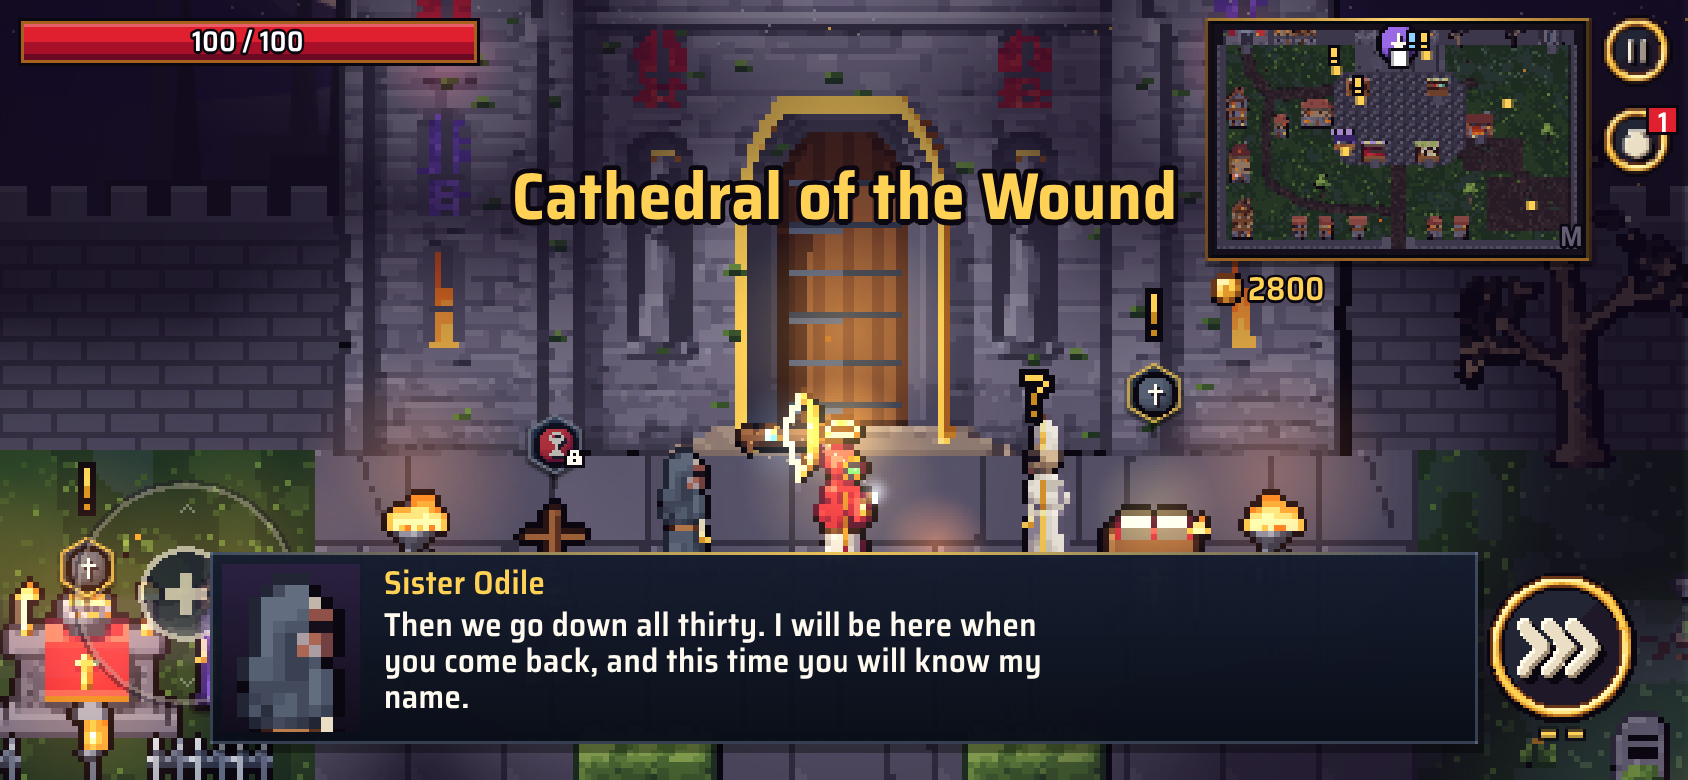 100 / 100
1
Cathedral of the Wound
M
2800
!
?
!
Sister Odile
Then we go down all thirty. I will be here when
you come back, and this time you will know my
name.